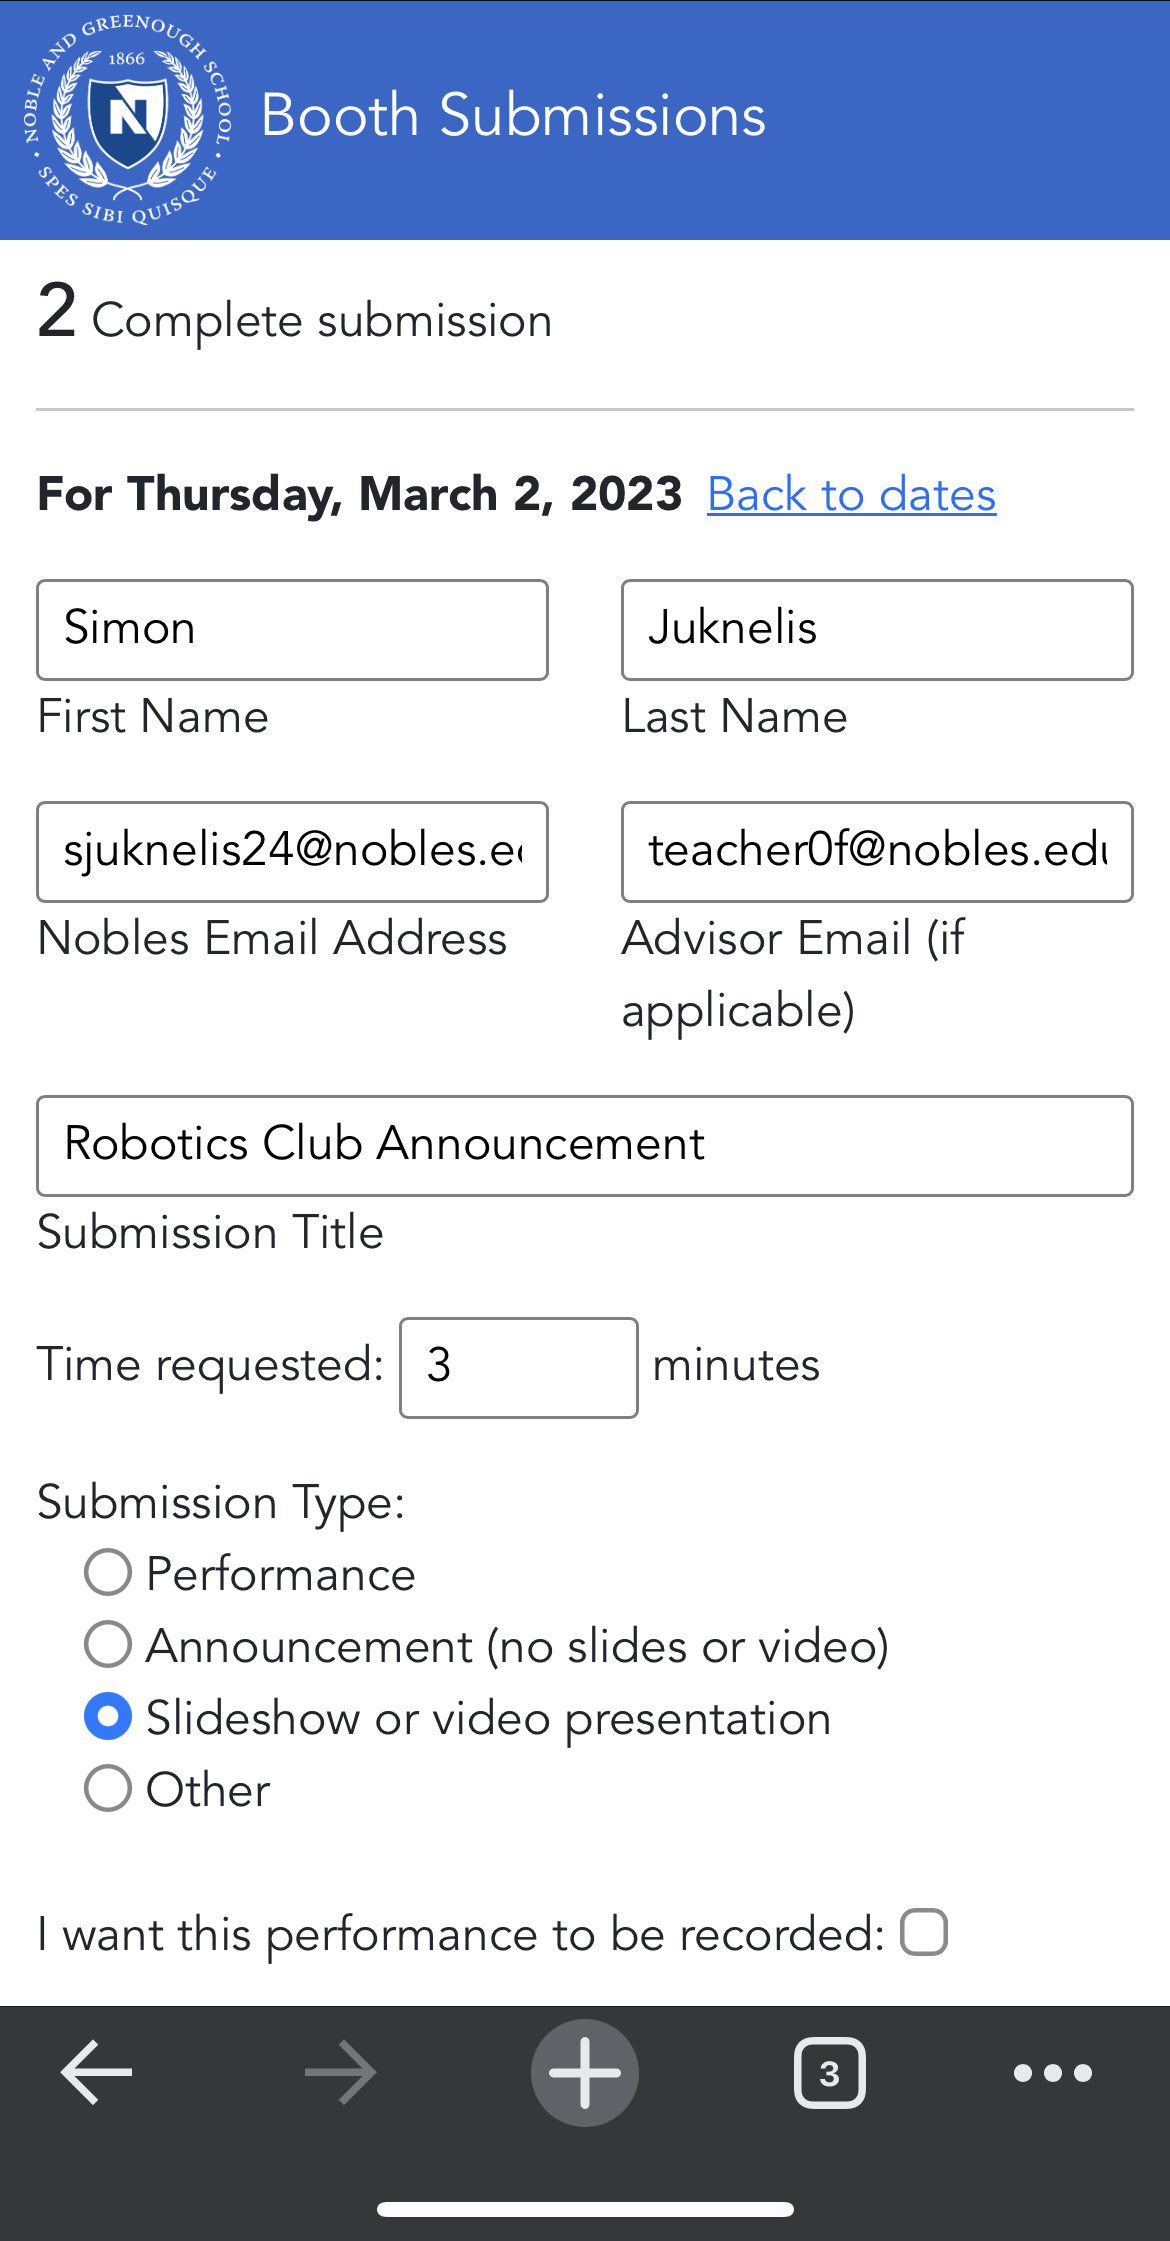 NOBLE AND GREENOUGH SCHOOL
1866
N
• SPES SIBI QUISQUE •
Booth Submissions
2 Complete submission
For Thursday, March 2, 2023 Back to dates
Simon Juknelis
First Name Last Name
sjuknelis24@nobles.e teacher0f@nobles.edu
Nobles Email Address Advisor Email (if
applicable)
Robotics Club Announcement
Submission Title
Time requested: 3 minutes
Submission Type:
Performance
Announcement (no slides or video)
Slideshow or video presentation
Other
I want this performance to be recorded:
3